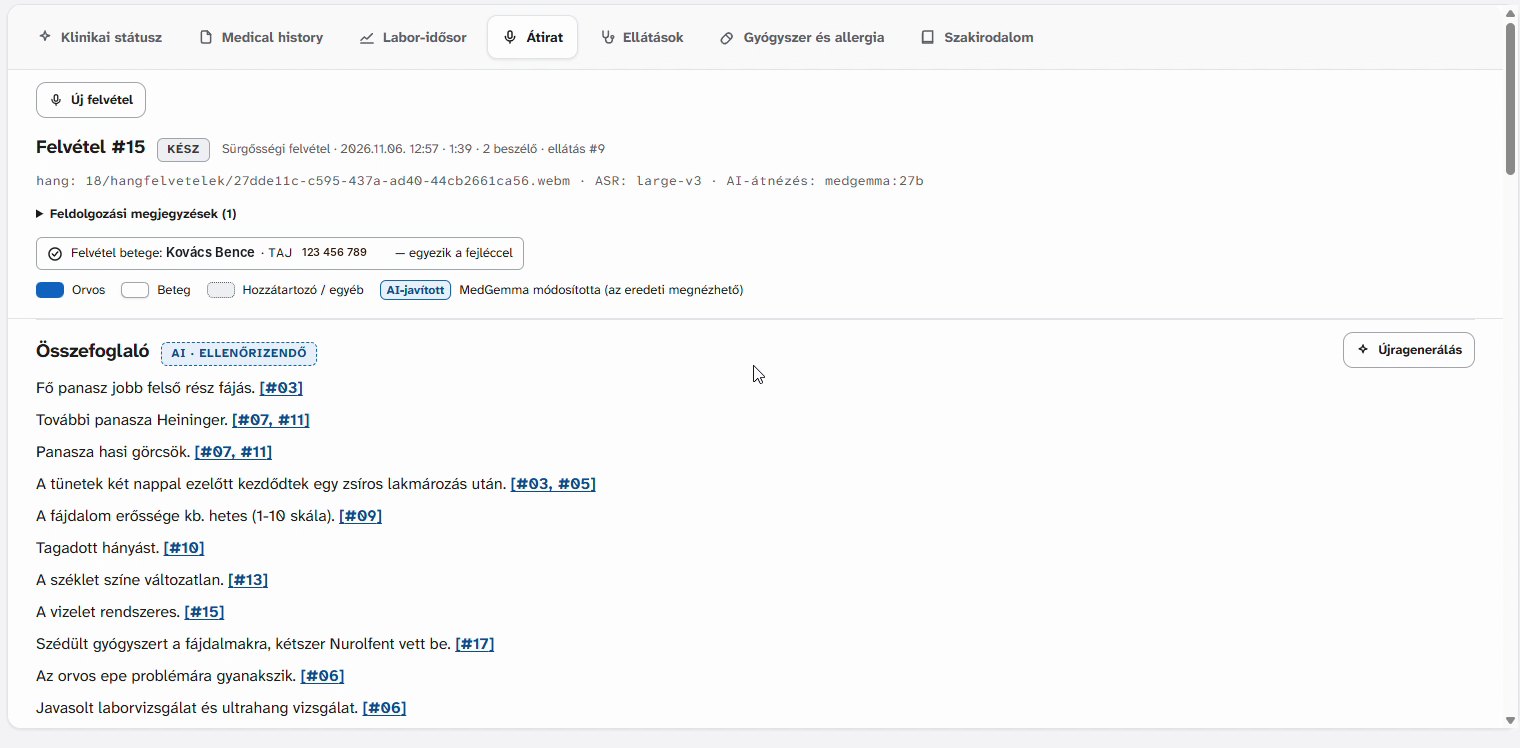 Klinikai státusz Medical history Labor-idősor Átirat Ellátások Gyógyszer és allergia Szakirodalom
Új felvétel
Felvétel #15 KÉSZ Sürgősségi felvétel · 2026.11.06. 12:57 · 1:39 · 2 beszélő · ellátás #9
hang: 18/hangfelvetelek/27dde11c-c595-437a-ad40-44cb2661ca56.webm · ASR: large-v3 · AI-átnézés: medgemma:27b
Feldolgozási megjegyzések (1)
Felvétel betege: Kovács Bence · TAJ 123 456 789 — egyezik a fejléccel
Orvos Beteg Hozzátartozó / egyéb AI-javított MedGemma módosította (az eredeti megnézhető)
Összefoglaló AI · ELLENŐRIZENDŐ Újragenerálás
Fő panasz jobb felső rész fájás. [#03]
További panasza Heininger. [#07, #11]
Panasza hasi görcsök. [#07, #11]
A tünetek két nappal ezelőtt kezdődtek egy zsíros lakmározás után. [#03, #05]
A fájdalom erőssége kb. hetes (1-10 skála). [#09]
Tagadott hányást. [#10]
A széklet színe változatlan. [#13]
A vizelet rendszeres. [#15]
Szédült gyógyszert a fájdalmakra, kétszer Nurolfent vett be. [#17]
Az orvos epe problémára gyanakszik. [#06]
Javasolt laborvizsgálat és ultrahang vizsgálat. [#06]